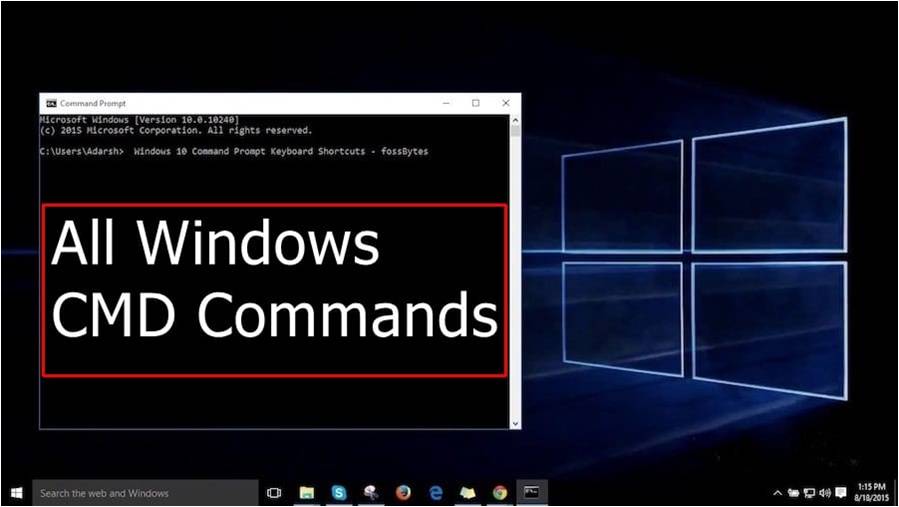 Command Prompt
Microsoft Windows [Version 10.0.10240]
(c) 2015 Microsoft Corporation. All rights reserved.
C:\Users\Adarsh>  Windows 10 Command Prompt Keyboard Shortcuts - fossBytes
All Windows
CMD Commands
Search the web and Windows
1:15 PM
8/18/2015